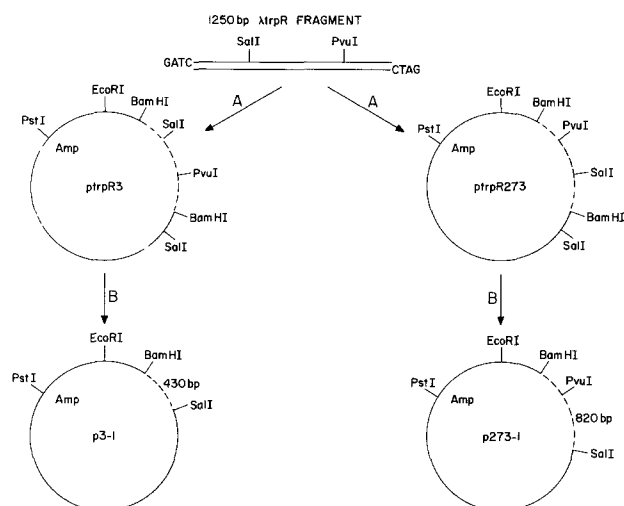 1250 bp λtrpR FRAGMENT
SalI PvuI
GATC CTAG
A A
EcoRI
BamHI
SalI
PstI
Amp
PvuI
ptrpR3
BamHI
SalI
EcoRI
BamHI
PvuI
PstI
Amp
SalI
ptrpR273
BamHI
SalI
B B
EcoRI
BamHI
PstI
430 bp
Amp
SalI
p3-1
EcoRI
BamHI
PvuI
PstI
Amp
820 bp
p273-1
SalI